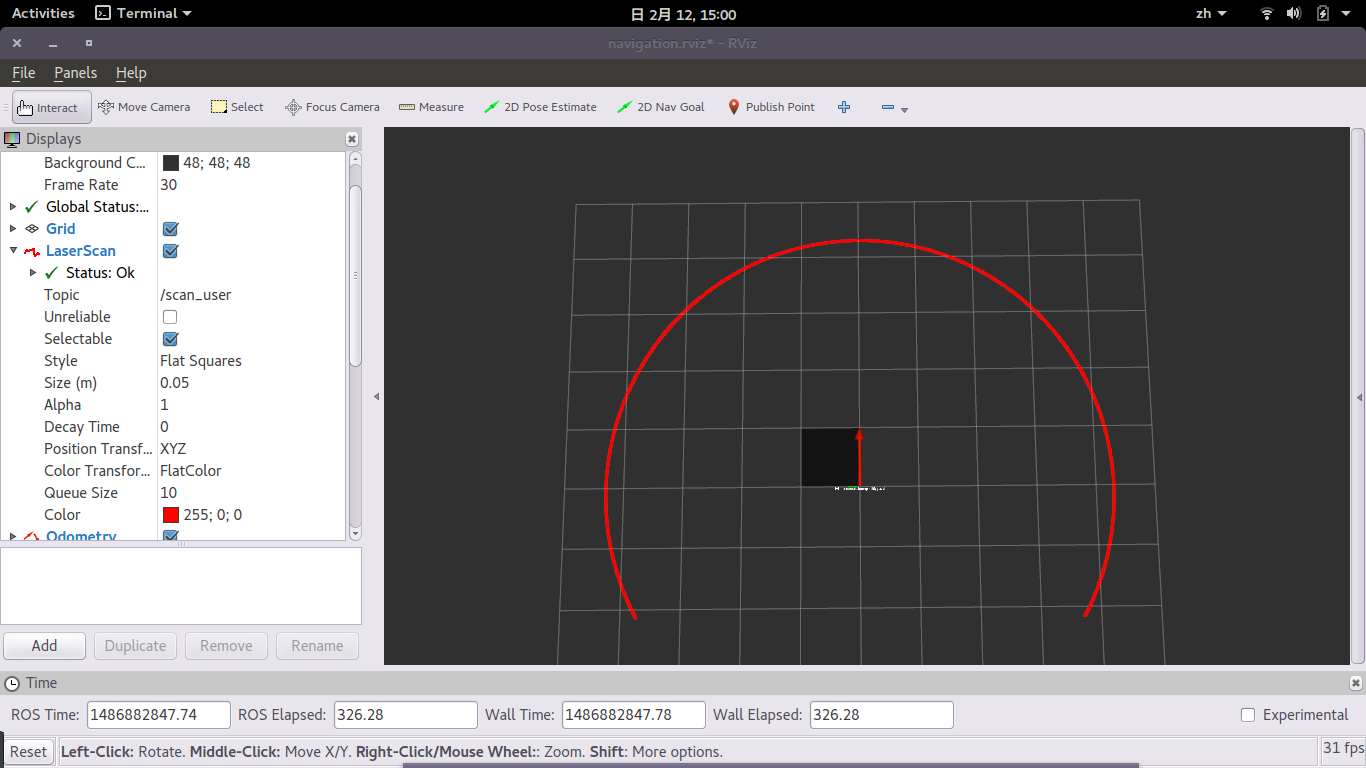 Activities Terminal 日 2月 12, 15:00 zh
navigation.rviz* - RViz
File Panels Help
Interact Move Camera Select Focus Camera Measure 2D Pose Estimate 2D Nav Goal Publish Point
Displays
Background C... 48; 48; 48
Frame Rate 30
Global Status:...
Grid
LaserScan
Status: Ok
Topic /scan_user
Unreliable
Selectable
Style Flat Squares
Size (m) 0.05
Alpha 1
Decay Time 0
Position Transf... XYZ
Color Transfor... FlatColor
Queue Size 10
Color 255; 0; 0
Odometry
Add Duplicate Remove Rename
Time
ROS Time: 1486882847.74 ROS Elapsed: 326.28 Wall Time: 1486882847.78 Wall Elapsed: 326.28 Experimental
Reset Left-Click: Rotate. Middle-Click: Move X/Y. Right-Click/Mouse Wheel:: Zoom. Shift: More options. 31 fps